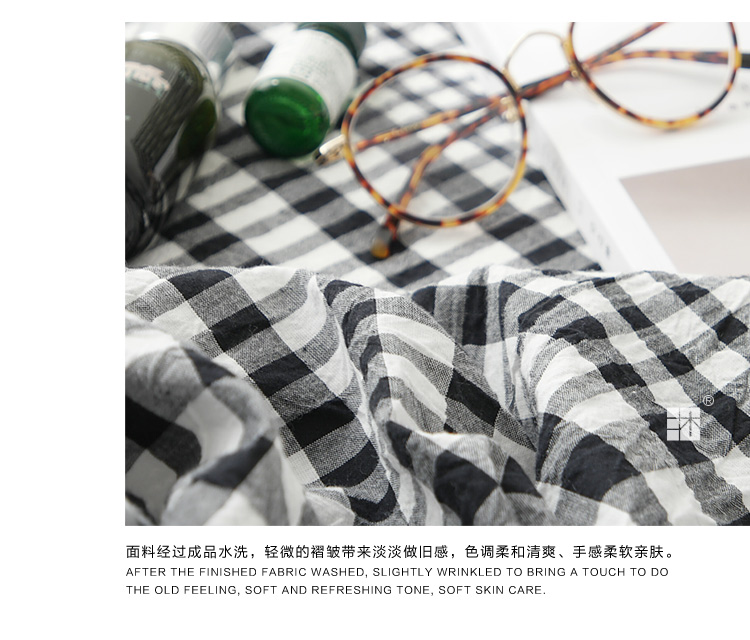 面料经过成品水洗，轻微的褶皱带来淡淡做旧感，色调柔和清爽、手感柔软亲肤。
AFTER THE FINISHED FABRIC WASHED, SLIGHTLY WRINKLED TO BRING A TOUCH TO DO
THE OLD FEELING, SOFT AND REFRESHING TONE, SOFT SKIN CARE.